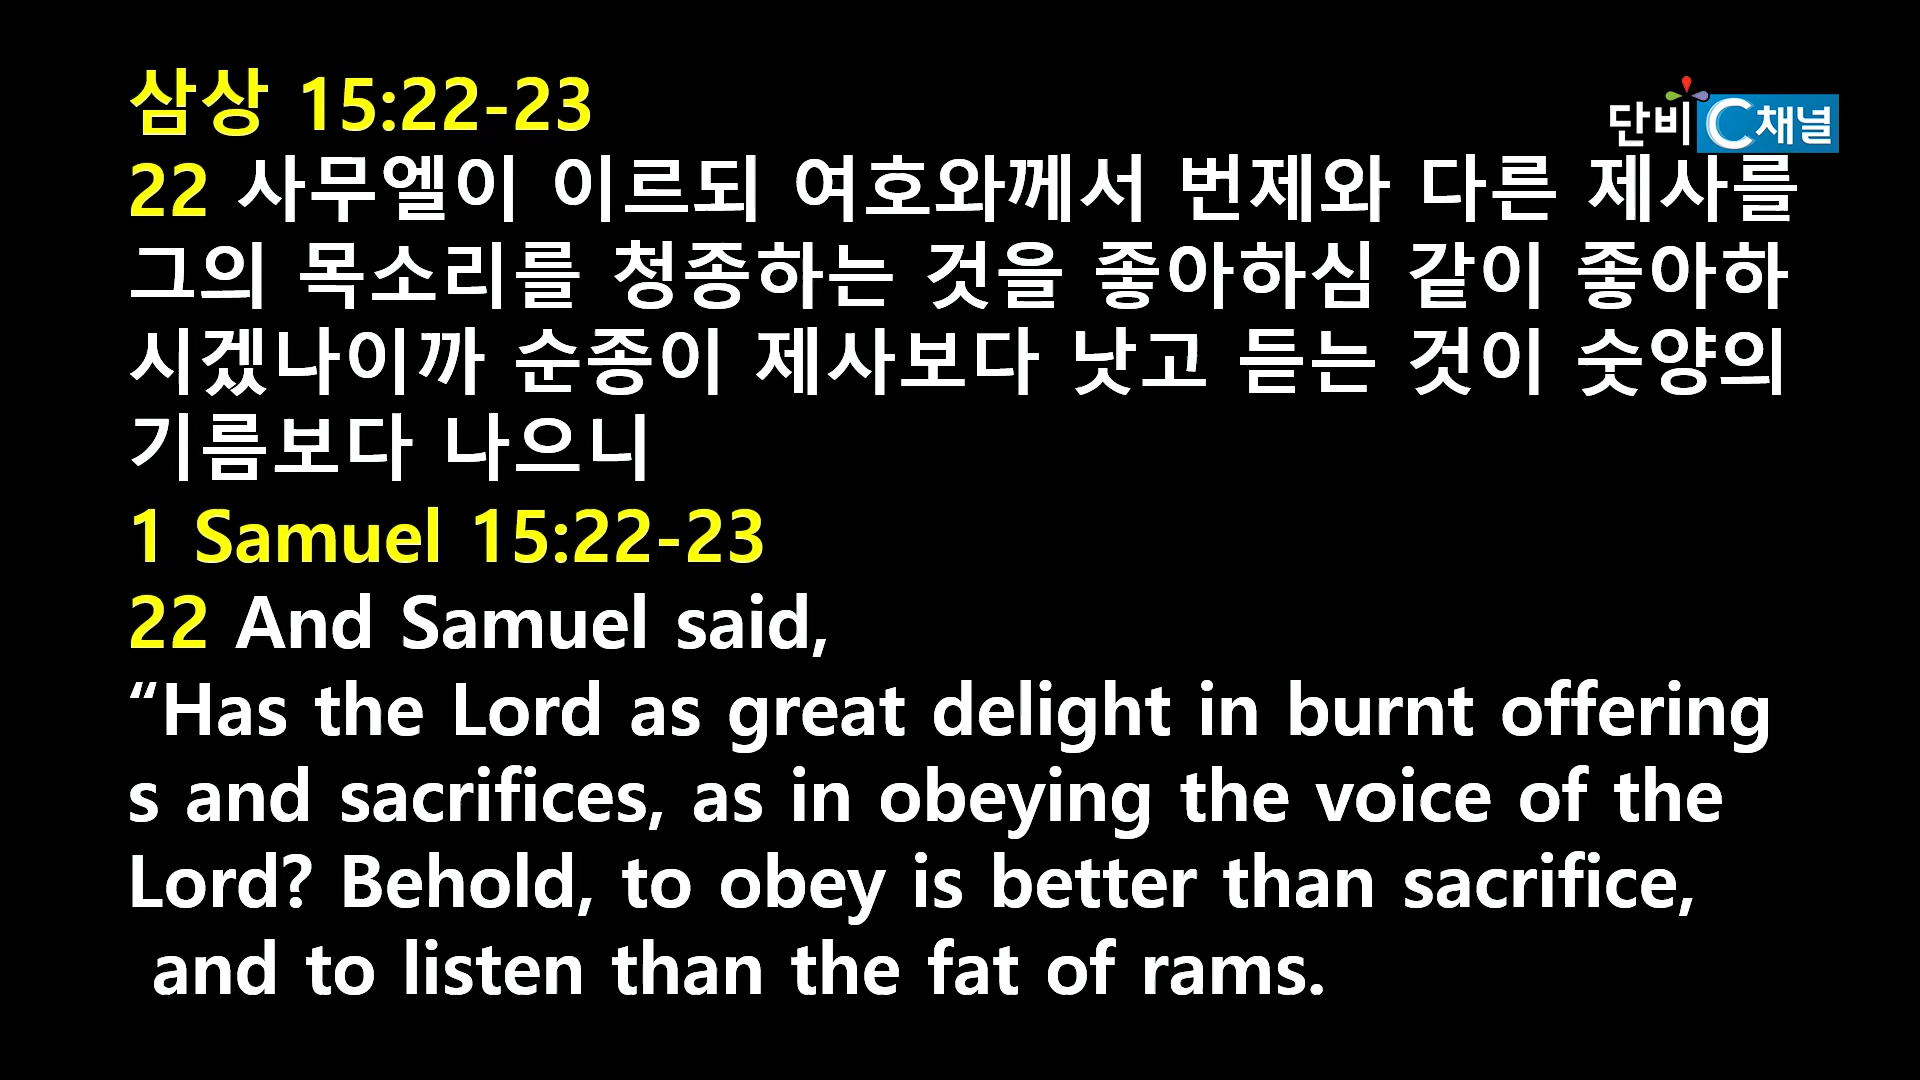 삼상 15:22-23
단비 C채널
22 사무엘이 이르되 여호와께서 번제와 다른 제사를
그의 목소리를 청종하는 것을 좋아하심 같이 좋아하
시겠나이까 순종이 제사보다 낫고 듣는 것이 숫양의
기름보다 나으니
1 Samuel 15:22-23
22 And Samuel said,
“Has the Lord as great delight in burnt offering
s and sacrifices, as in obeying the voice of the
Lord? Behold, to obey is better than sacrifice,
and to listen than the fat of rams.